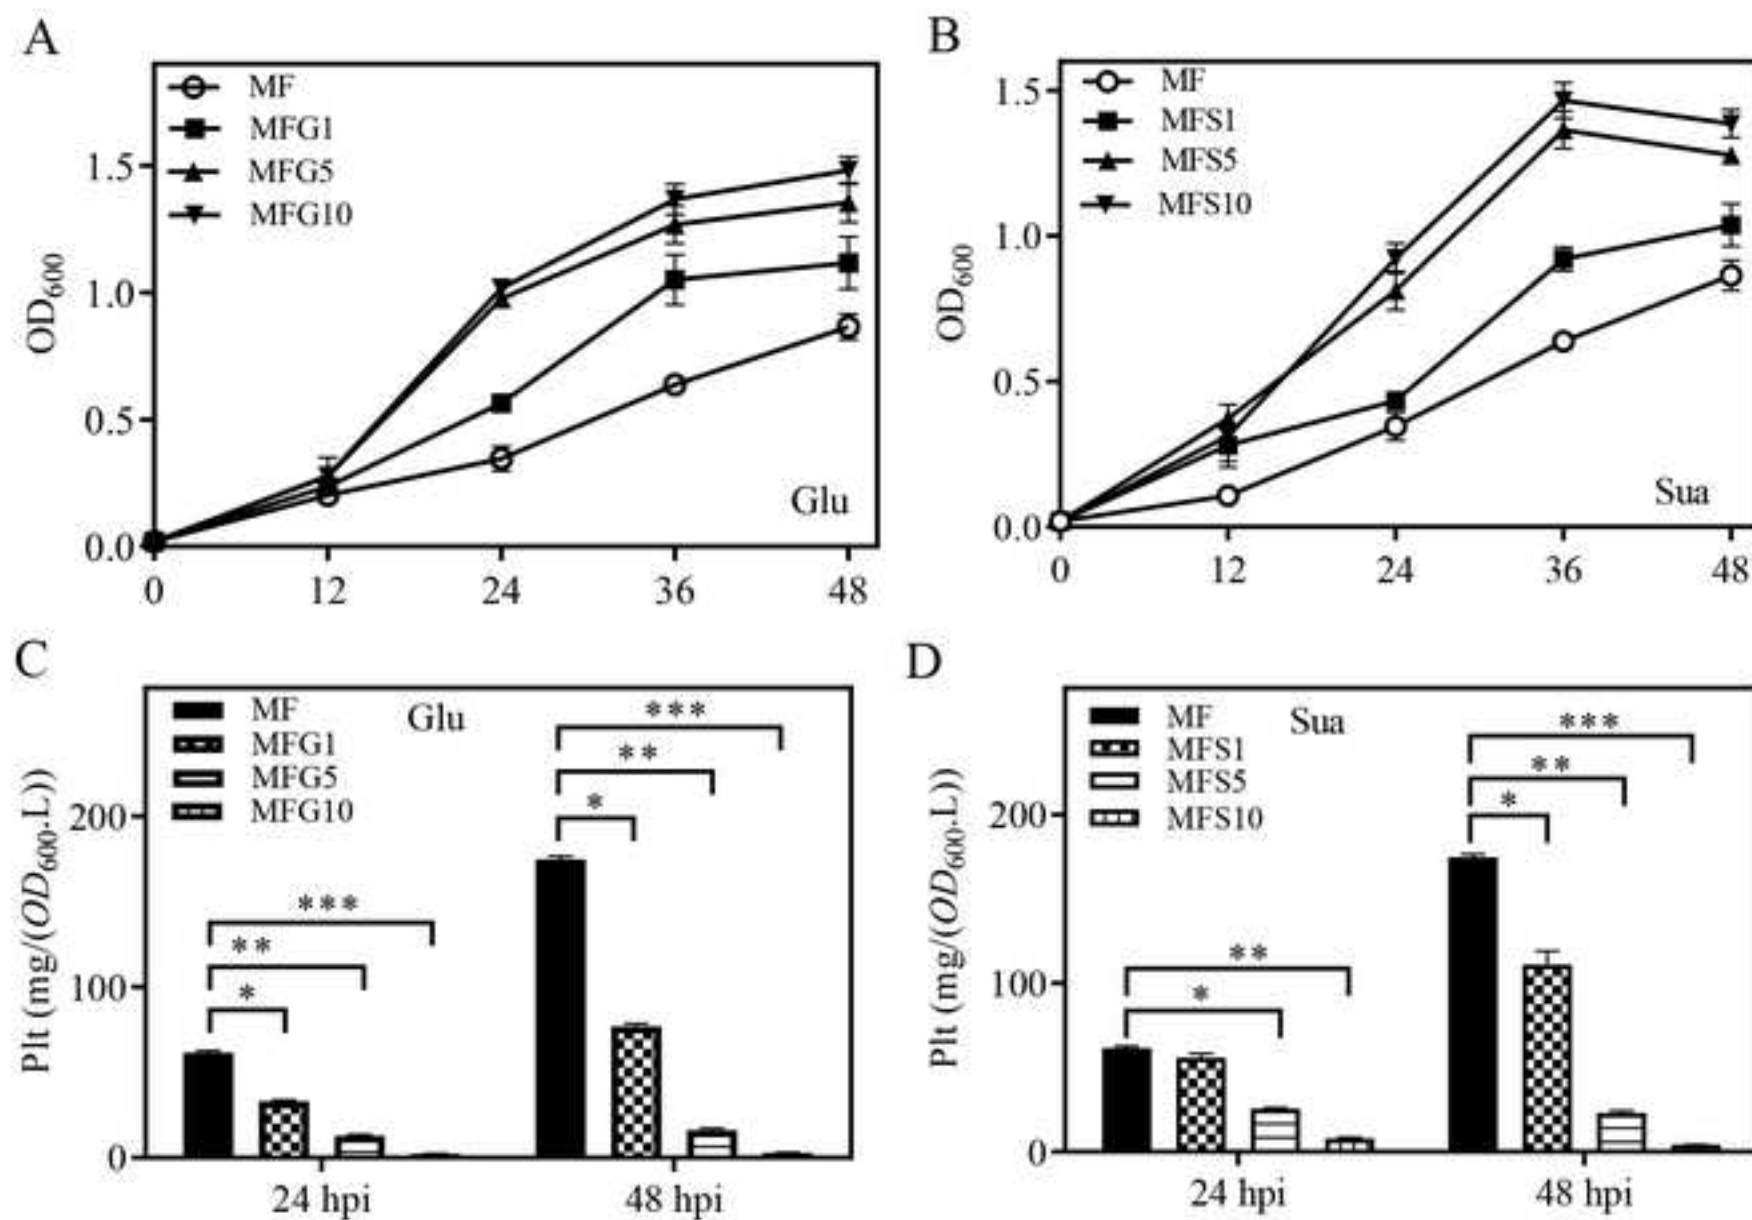 A
MF
MFG1
MFG5
MFG10
OD600
1.5
1.0
0.5
0.0
Glu
0 12 24 36 48
B
MF
MFS1
MFS5
MFS10
OD600
1.5
1.0
0.5
0.0
Sua
0 12 24 36 48
C
MF
MFG1
MFG5
MFG10
Glu
Plt (mg/(OD600.L))
200
100
0
***
**
*
***
**
*
24 hpi 48 hpi
D
MF
MFS1
MFS5
MFS10
Sua
Plt (mg/(OD600.L))
200
100
0
**
*
***
**
*
24 hpi 48 hpi